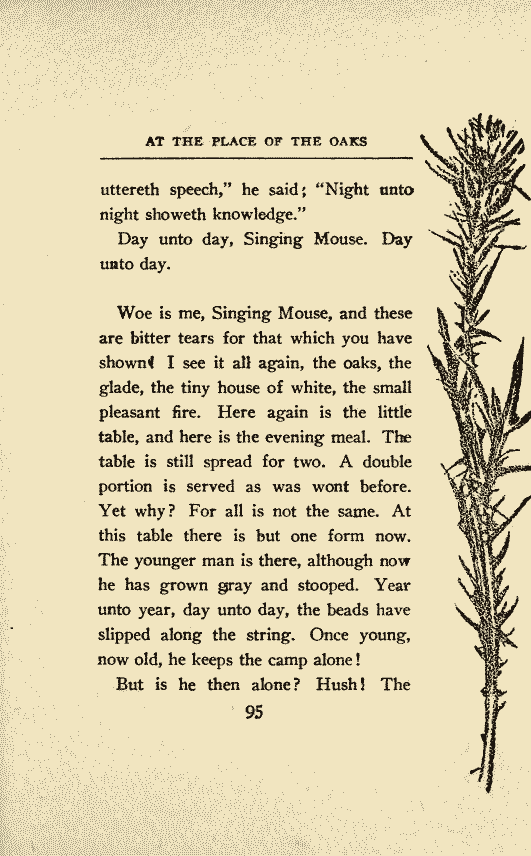 AT THE PLACE OF THE OAKS
uttereth speech,” he said; “Night unto
night showeth knowledge.”
Day unto day, Singing Mouse. Day
unto day.
Woe is me, Singing Mouse, and these
are bitter tears for that which you have
shown! I see it all again, the oaks, the
glade, the tiny house of white, the small
pleasant fire. Here again is the little
table, and here is the evening meal. The
table is still spread for two. A double
portion is served as was wont before.
Yet why? For all is not the same. At
this table there is but one form now.
The younger man is there, although now
he has grown gray and stooped. Year
unto year, day unto day, the beads have
slipped along the string. Once young,
now old, he keeps the camp alone!
But is he then alone? Hush! The
95